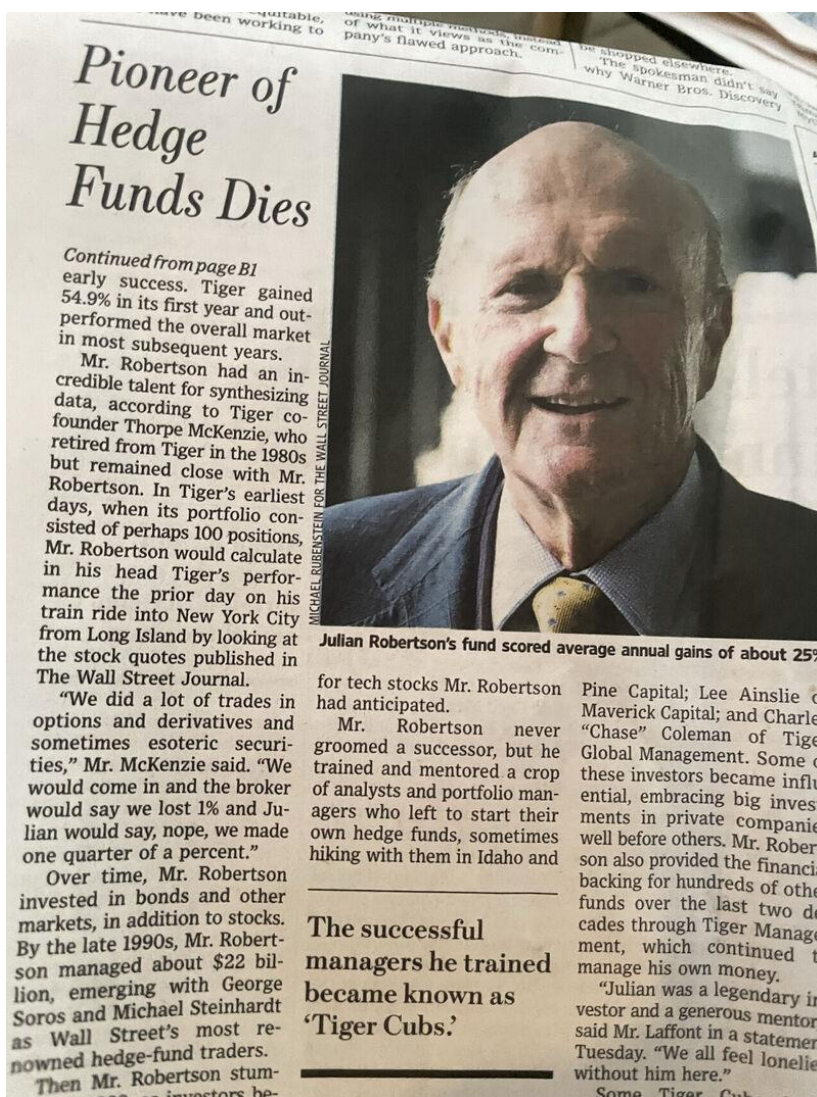 quitable,
have been working to
using multiple methods, instead
of what it views as the com-
pany's flawed approach.
be shopped elsewhere.
The spokesman didn't say
why Warner Bros. Discovery
Pioneer of
Hedge
Funds Dies
Continued from page B1
early success. Tiger gained
54.9% in its first year and out-
performed the overall market
in most subsequent years.
Mr. Robertson had an in-
credible talent for synthesizing
data, according to Tiger co-
founder Thorpe McKenzie, who
retired from Tiger in the 1980s
but remained close with Mr.
Robertson. In Tiger's earliest
days, when its portfolio con-
sisted of perhaps 100 positions,
Mr. Robertson would calculate
in his head Tiger's perfor-
mance the prior day on his
train ride into New York City
from Long Island by looking at
the stock quotes published in
The Wall Street Journal.
"We did a lot of trades in
options and derivatives and
sometimes esoteric securi-
ties," Mr. McKenzie said. "We
would come in and the broker
would say we lost 1% and Ju-
lian would say, nope, we made
one quarter of a percent."
Over time, Mr. Robertson
invested in bonds and other
markets, in addition to stocks.
By the late 1990s, Mr. Robert-
son managed about $22 bil-
lion, emerging with George
Soros and Michael Steinhardt
as Wall Street's most re-
nowned hedge-fund traders.
Then Mr. Robertson stum-
investors be-
MICHAEL RUBENSTEIN FOR THE WALL STREET JOURNAL
Julian Robertson's fund scored average annual gains of about 25%
for tech stocks Mr. Robertson
had anticipated.
Mr. Robertson never
groomed a successor, but he
trained and mentored a crop
of analysts and portfolio man-
agers who left to start their
own hedge funds, sometimes
hiking with them in Idaho and
The successful
managers he trained
became known as
'Tiger Cubs.'
Pine Capital; Lee Ainslie
Maverick Capital; and Charle
"Chase" Coleman of Tige
Global Management. Some
these investors became influ
ential, embracing big inves
ments in private companie
well before others. Mr. Rober
son also provided the financia
backing for hundreds of othe
funds over the last two de
cades through Tiger Manage
ment, which continued t
manage his own money.
"Julian was a legendary in
vestor and a generous mentor
said Mr. Laffont in a statemen
Tuesday. "We all feel lonelie
without him here."
Some Tiger Cubs